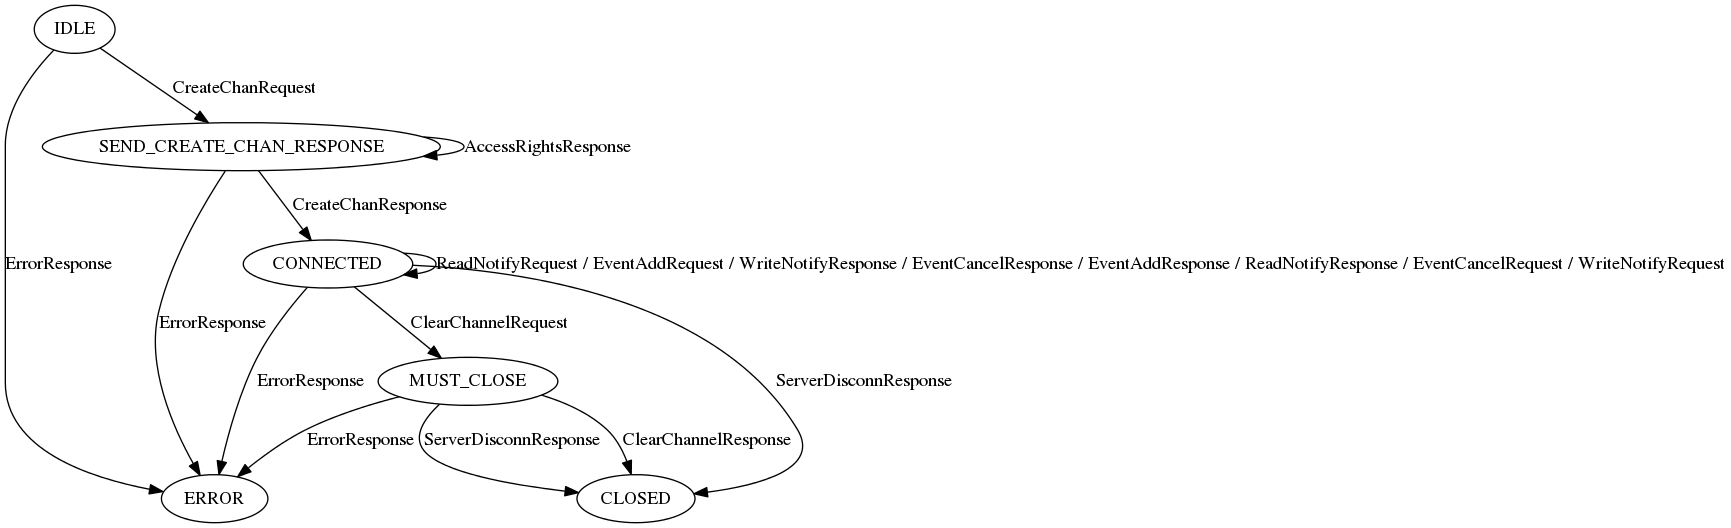 IDLE
CreateChanRequest
SEND_CREATE_CHAN_RESPONSE
AccessRightsResponse
CreateChanResponse
ErrorResponse
CONNECTED
ReadNotifyRequest / EventAddRequest / WriteNotifyResponse / EventCancelResponse / EventAddResponse / ReadNotifyResponse / EventCancelRequest / WriteNotifyRequest
ErrorResponse
ClearChannelRequest
ErrorResponse
MUST_CLOSE
ServerDisconnResponse
ErrorResponse
ServerDisconnResponse
ClearChannelResponse
ERROR
CLOSED